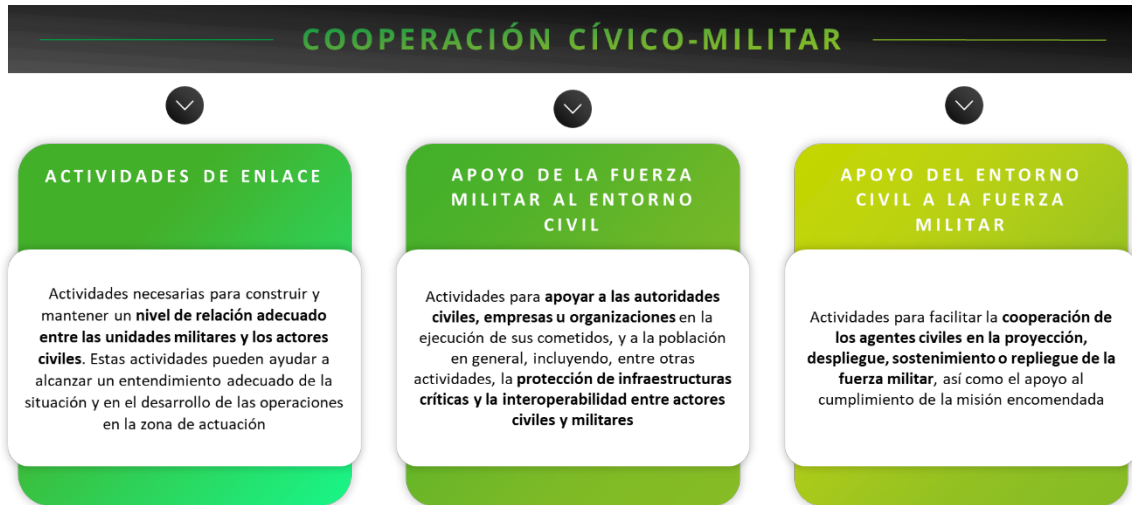 COOPERACIÓN CÍVICO-MILITAR
ACTIVIDADES DE ENLACE
Actividades necesarias para construir y
mantener un nivel de relación adecuado
entre las unidades militares y los actores
civiles. Estas actividades pueden ayudar a
alcanzar un entendimiento adecuado de la
situación y en el desarrollo de las operaciones
en la zona de actuación
APOYO DE LA FUERZA
MILITAR AL ENTORNO
CIVIL
Actividades para apoyar a las autoridades
civiles, empresas u organizaciones en la
ejecución de sus cometidos, y a la población
en general, incluyendo, entre otras
actividades, la protección de infraestructuras
críticas y la interoperabilidad entre actores
civiles y militares
APOYO DEL ENTORNO
CIVIL A LA FUERZA
MILITAR
Actividades para facilitar la cooperación de
los agentes civiles en la proyección,
despliegue, sostenimiento o repliegue de la
fuerza militar, así como el apoyo al
cumplimiento de la misión encomendada